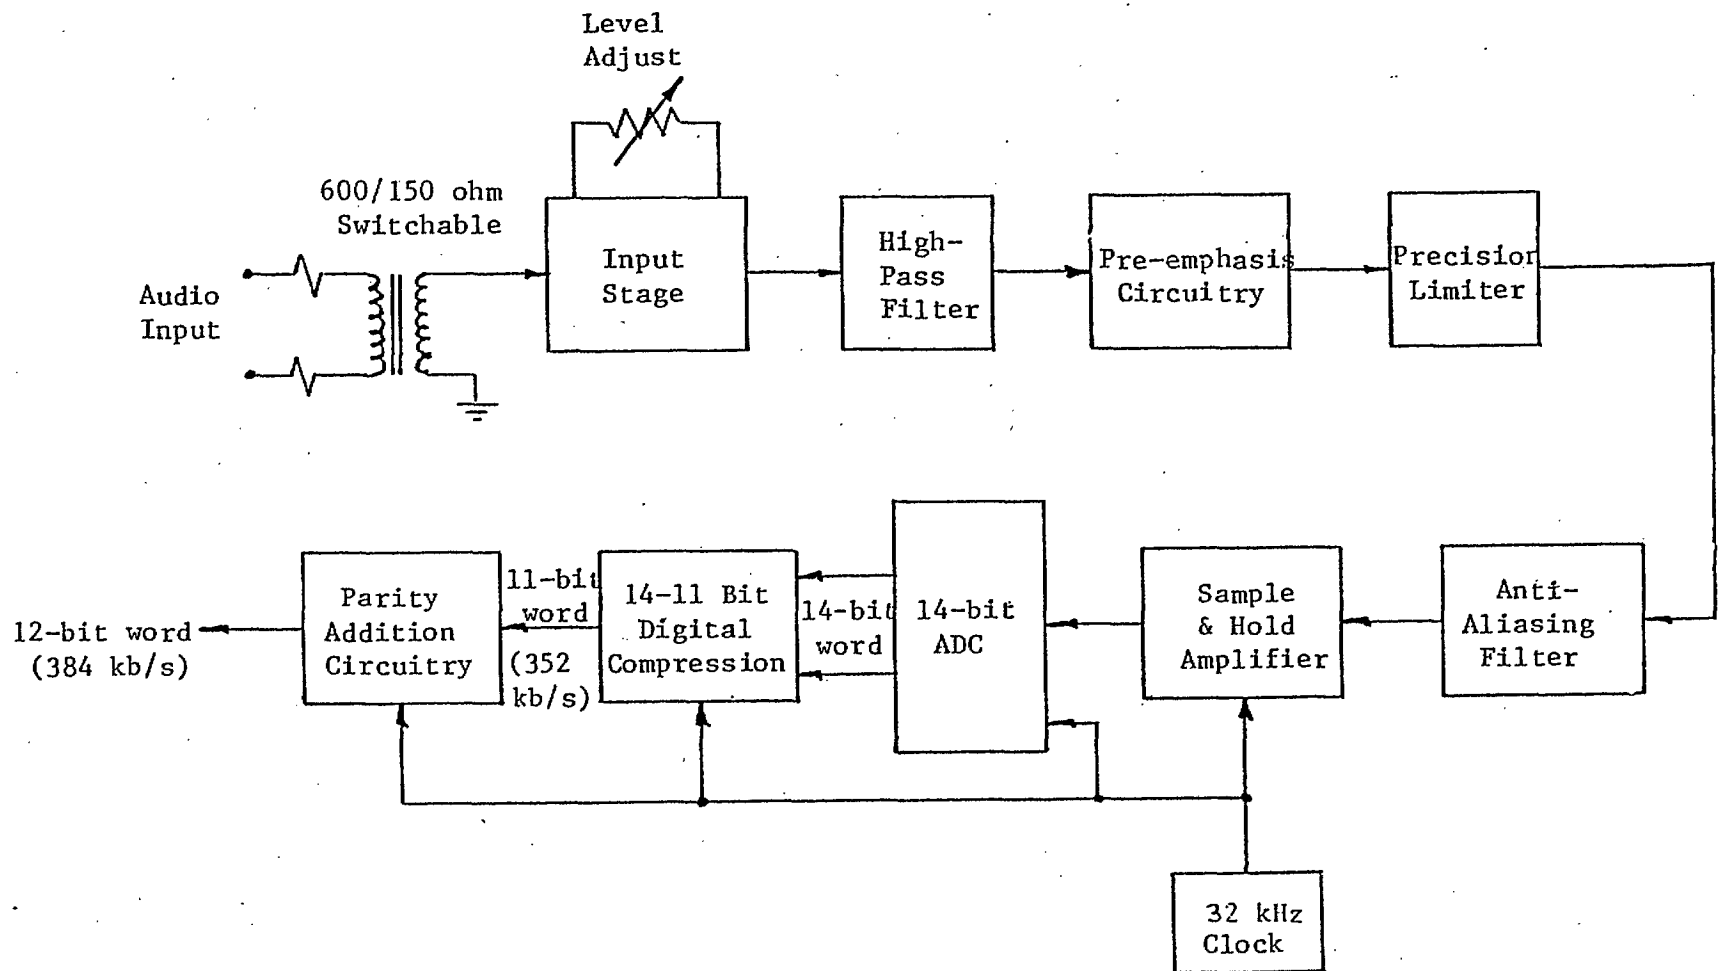 Level
Adjust
600/150 ohm
Switchable
Audio
Input
Input
Stage
High-
Pass
Filter
Pre-emphasis
Circuitry
Precision
Limiter
12-bit word
(384 kb/s)
Parity
Addition
Circuitry
11-bit
word
(352
kb/s)
14-11 Bit
Digital
Compression
14-bit
word
14-bit
ADC
Sample
& Hold
Amplifier
Anti-
Aliasing
Filter
32 kHz
Clock